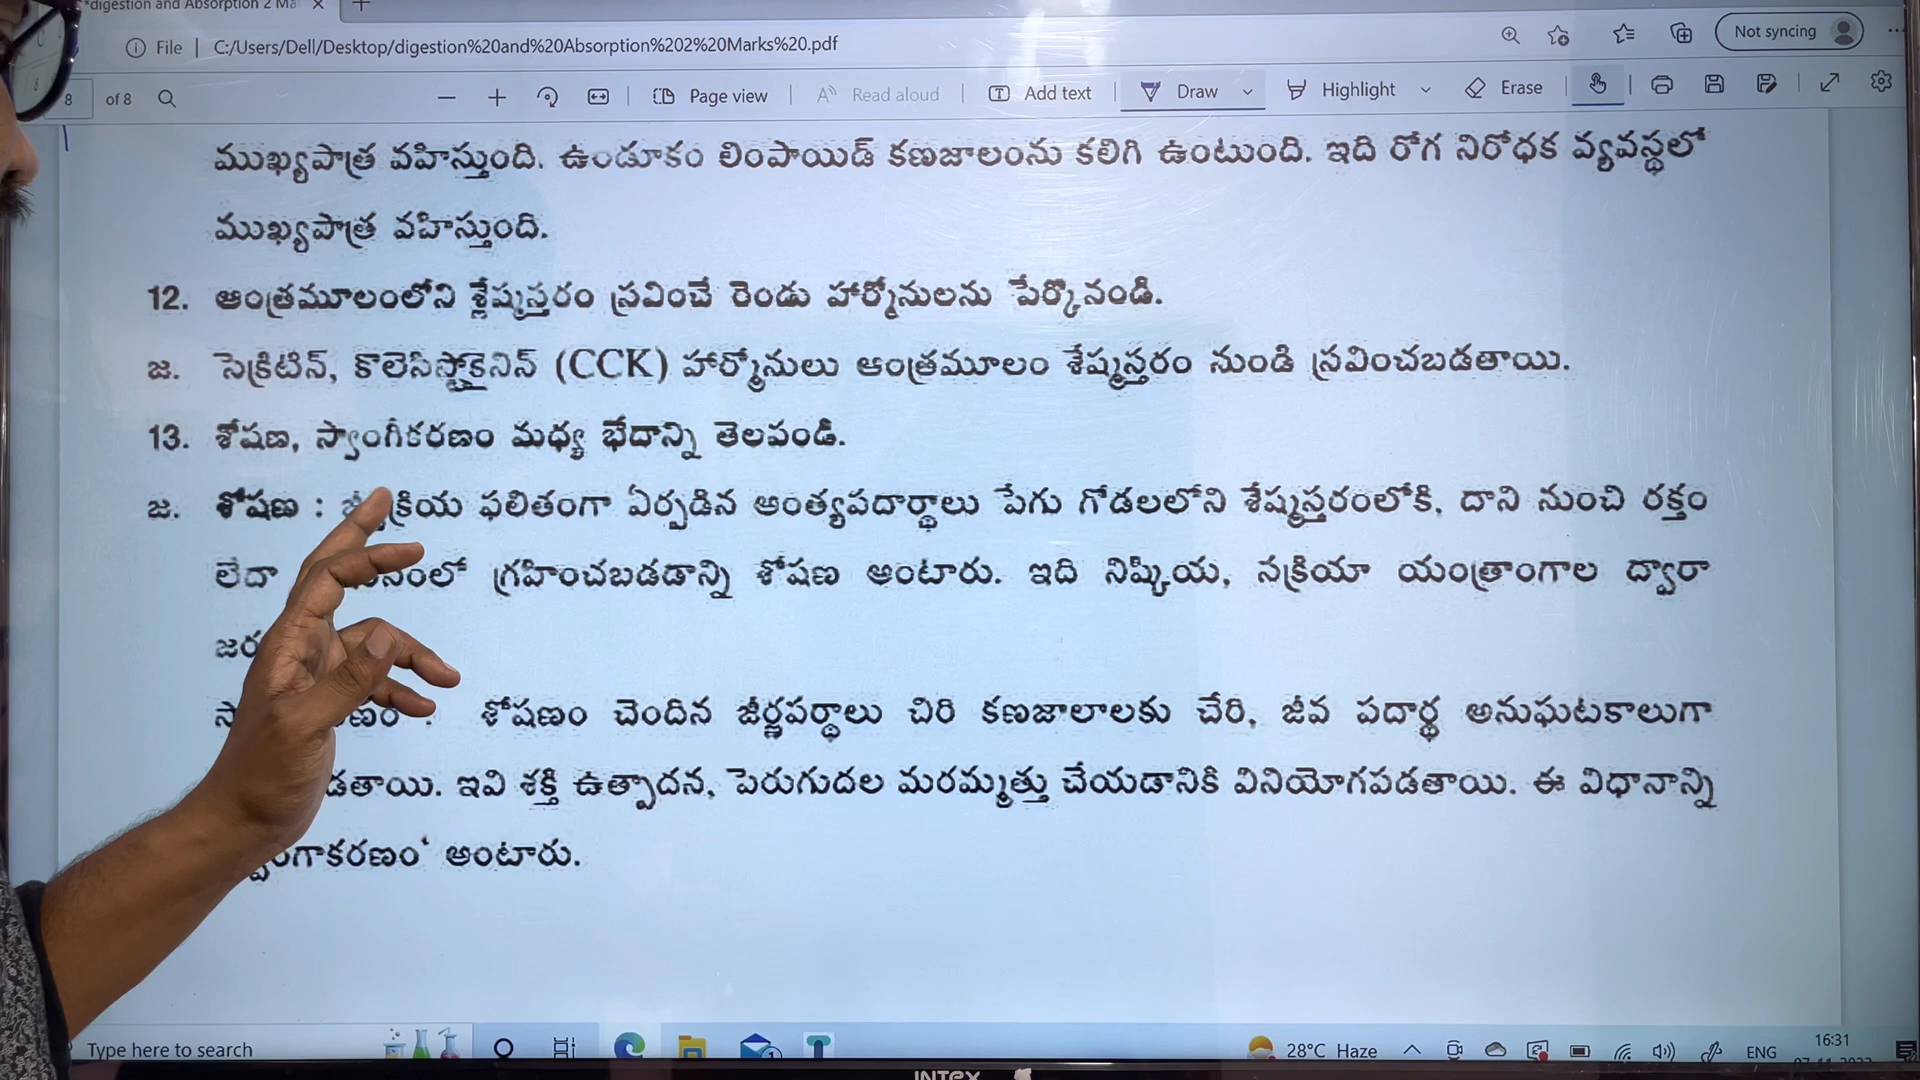 *digestion and Absorption 2 Ma
File | C:/Users/Dell/Desktop/digestion%20and%20Absorption%202%20Marks%20.pdf
Not syncing
8 of 8
Page view
Read aloud
Add text
Draw
Highlight
Erase
ముఖ్యపాత్ర వహిస్తుంది. ఉండూకం లింపాయిడ్ కణజాలంను కలిగి ఉంటుంది. ఇది రోగ నిరోధక వ్యవస్థలో
ముఖ్యపాత్ర వహిస్తుంది.
12. ఆంత్రమూలంలోని శ్లేష్మస్తరం స్రవించే రెండు హార్మోనులను పేర్కొనండి.
జ. సెక్రిటిన్, కొలెసిస్టోకైనిన్ (CCK) హార్మోనులు ఆంత్రమూలం శేష్మస్తరం నుండి స్రవించబడతాయి.
13. శోషణ, స్వాంగీకరణం మధ్య భేదాన్ని తెలపండి.
జ. శోషణ : క్రియ ఫలితంగా ఏర్పడిన ఆంత్యపదార్థాలు పేగు గోడలలోని శేష్మస్తరంలోకి, దాని నుంచి రక్తం
లేదా గ్రహించబడడాన్ని శోషణ అంటారు. ఇది నిష్క్రియ, సక్రియా యంత్రాంగాల ద్వారా
: శోషణం చెందిన జీర్ణపర్థాలు చిరి కణజాలాలకు చేరి, జీవ పదార్థ అనుఘటకాలుగా
డతాయి. ఇవి శక్తి ఉత్పాదన, పెరుగుదల మరమ్మత్తు చేయడానికి వినియోగపడతాయి. ఈ విధానాన్ని
ంగాకరణం' అంటారు.
Type here to search
28°C Haze
ENG
16:31
INTEX